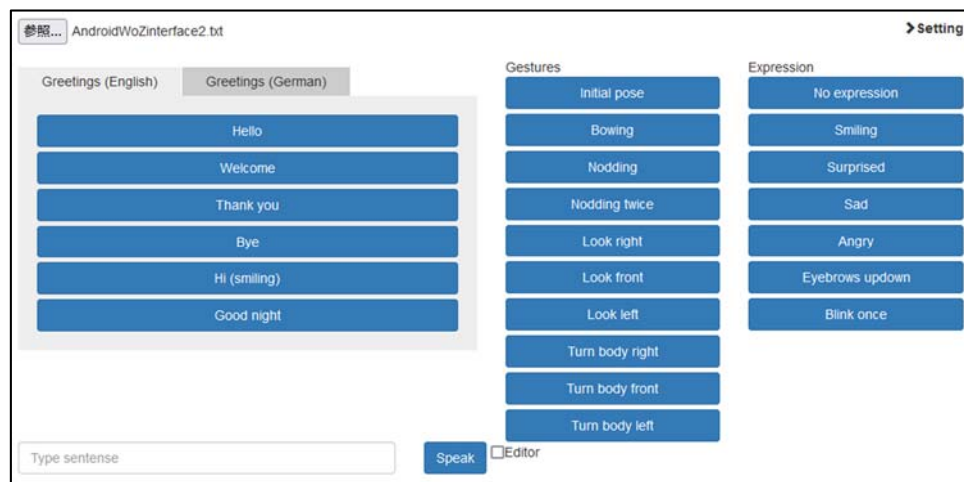 参照... AndroidWoZinterface2.txt
Setting
Greetings (English)
Greetings (German)
Hello
Welcome
Thank you
Bye
Hi (smiling)
Good night
Gestures
Initial pose
Bowing
Nodding
Nodding twice
Look right
Look front
Look left
Turn body right
Turn body front
Turn body left
Expression
No expression
Smiling
Surprised
Sad
Angry
Eyebrows updown
Blink once
Type sentence
Speak
Editor